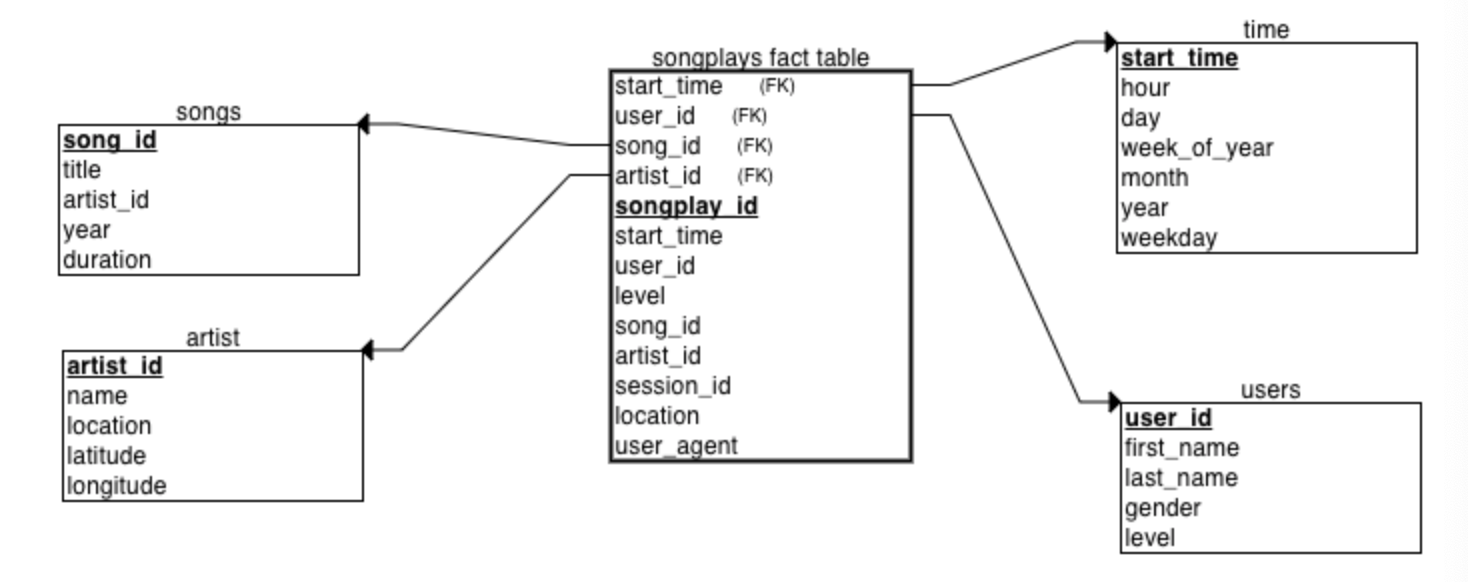 songs
song_id
title
artist_id
year
duration
artist
artist_id
name
location
latitude
longitude
songplays fact table
start_time (FK)
user_id (FK)
song_id (FK)
artist_id (FK)
songplay_id
start_time
user_id
level
song_id
artist_id
session_id
location
user_agent
time
start_time
hour
day
week_of_year
month
year
weekday
users
user_id
first_name
last_name
gender
level